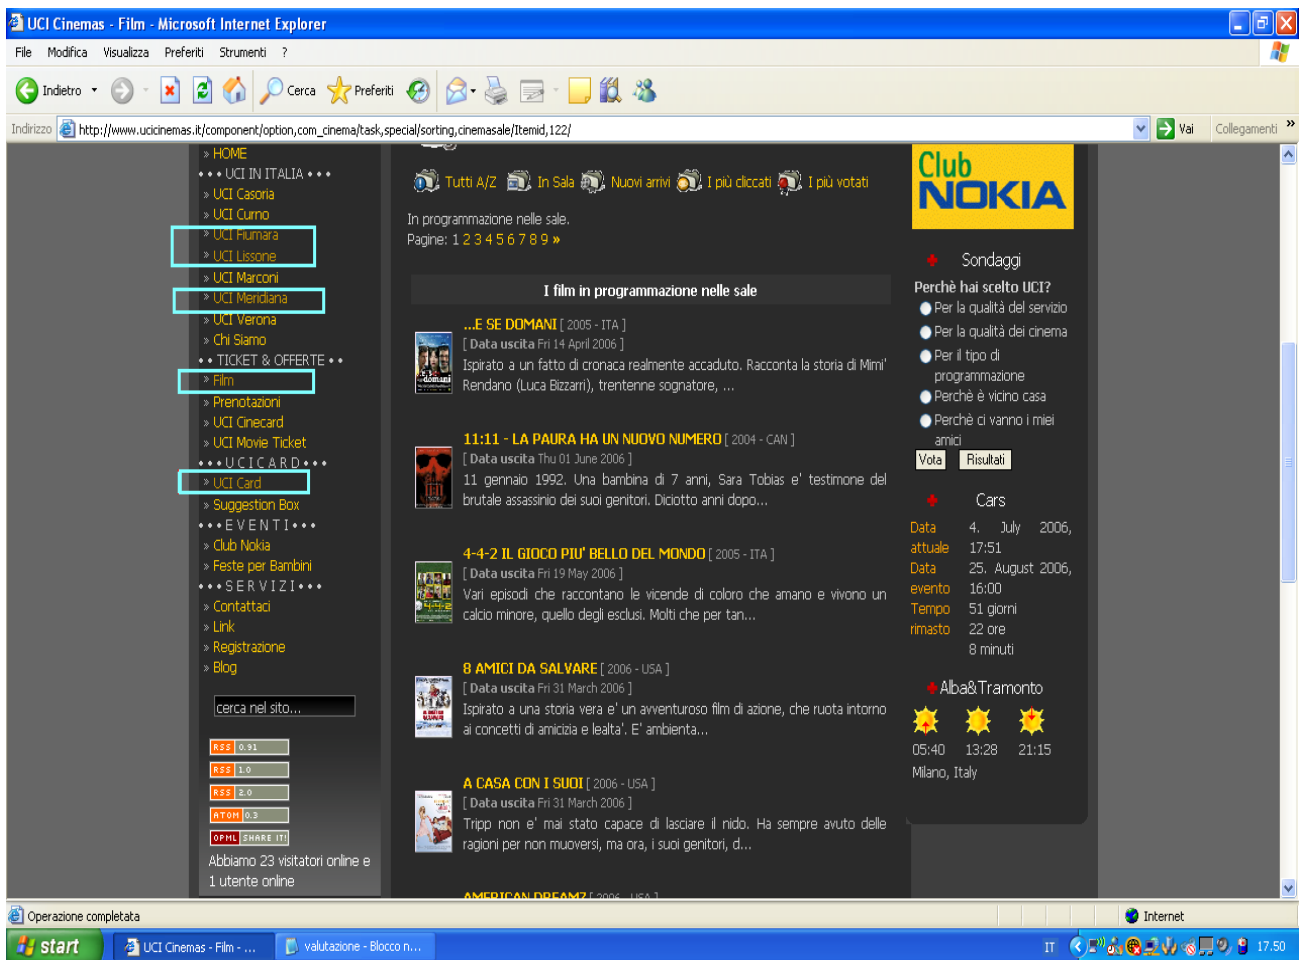 UCI Cinemas - Film - Microsoft Internet Explorer
File Modifica Visualizza Preferiti Strumenti ?
Indietro Cerca Preferiti
Indirizzo http://www.ucicinemas.it/component/option,com_cinema/task,special/sorting,cinemasale/Itemid,122/ Vai Collegamenti »
» HOME
• • • UCI IN ITALIA • • •
» UCI Casoria
» UCI Curno
» UCI Fiumara
» UCI Lissone
» UCI Marconi
» UCI Meridiana
» UCI Verona
» Chi Siamo
• • TICKET & OFFERTE • •
» Film
» Prenotazioni
» UCI Cinecard
» UCI Movie Ticket
• • • U C I C A R D • • •
» UCI Card
» Suggestion Box
• • • E V E N T I • • •
» Club Nokia
» Feste per Bambini
• • • S E R V I Z I • • •
» Contattaci
» Link
» Registrazione
» Blog
cerca nel sito...
RSS 0.91
RSS 1.0
RSS 2.0
ATOM 0.3
OPML SHARE IT!
Abbiamo 23 visitatori online e
1 utente online
Tutti A/Z In Sala Nuovi arrivi I più cliccati I più votati
In programmazione nelle sale.
Pagine: 1 2 3 4 5 6 7 8 9 »
I film in programmazione nelle sale
...E SE DOMANI [ 2005 - ITA ]
[ Data uscita Fri 14 April 2006 ]
Ispirato a un fatto di cronaca realmente accaduto. Racconta la storia di Mimi'
Rendano (Luca Bizzarri), trentenne sognatore, ...
11:11 - LA PAURA HA UN NUOVO NUMERO [ 2004 - CAN ]
[ Data uscita Thu 01 June 2006 ]
11 gennaio 1992. Una bambina di 7 anni, Sara Tobias e' testimone del
brutale assassinio dei suoi genitori. Diciotto anni dopo...
4-4-2 IL GIOCO PIU' BELLO DEL MONDO [ 2005 - ITA ]
[ Data uscita Fri 19 May 2006 ]
Vari episodi che raccontano le vicende di coloro che amano e vivono un
calcio minore, quello degli esclusi. Molti che per tan...
8 AMICI DA SALVARE [ 2006 - USA ]
[ Data uscita Fri 31 March 2006 ]
Ispirato a una storia vera e' un avventuroso film di azione, che ruota intorno
ai concetti di amicizia e lealta'. E' ambienta...
A CASA CON I SUOI [ 2006 - USA ]
[ Data uscita Fri 31 March 2006 ]
Tripp non e' mai stato capace di lasciare il nido. Ha sempre avuto delle
ragioni per non muoversi, ma ora, i suoi genitori, d...
AMERICAN DREAMZ [ 2006 - USA ]
Club
NOKIA
Sondaggi
Perchè hai scelto UCI?
Per la qualità del servizio
Per la qualità dei cinema
Per il tipo di
programmazione
Perchè è vicino casa
Perchè ci vanno i miei
amici
Vota Risultati
Cars
Data 4. July 2006,
attuale 17:51
Data 25. August 2006,
evento 16:00
Tempo 51 giorni
rimasto 22 ore
8 minuti
Alba&Tramonto
05:40 13:28 21:15
Milano, Italy
Operazione completata Internet
start UCI Cinemas - Film - ... valutazione - Blocco n... IT 17.50